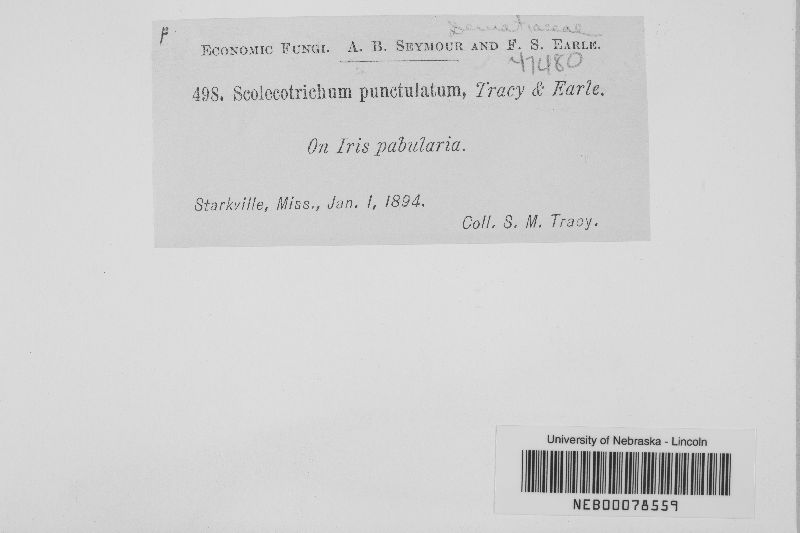 F
Dematiaceae
ECONOMIC FUNGI. A. B. SEYMOUR AND F. S. EARLE.
47480
498. Scolecotrichum punctulatum, Tracy & Earle.
On Iris pabularia.
Starkville, Miss., Jan. 1, 1894.
Coll. S. M. Tracy.
University of Nebraska - Lincoln
NEB00078559